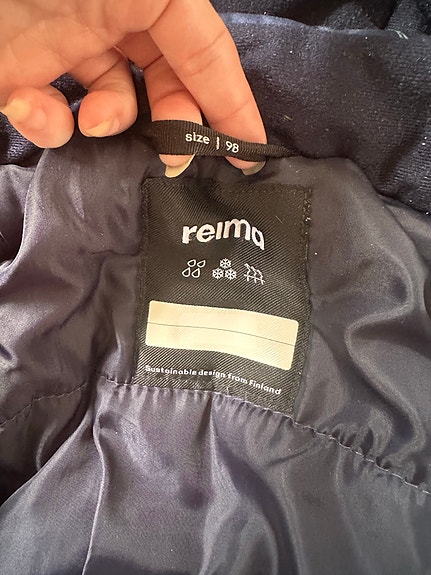 size | 98
reima
Sustainable design from Finland